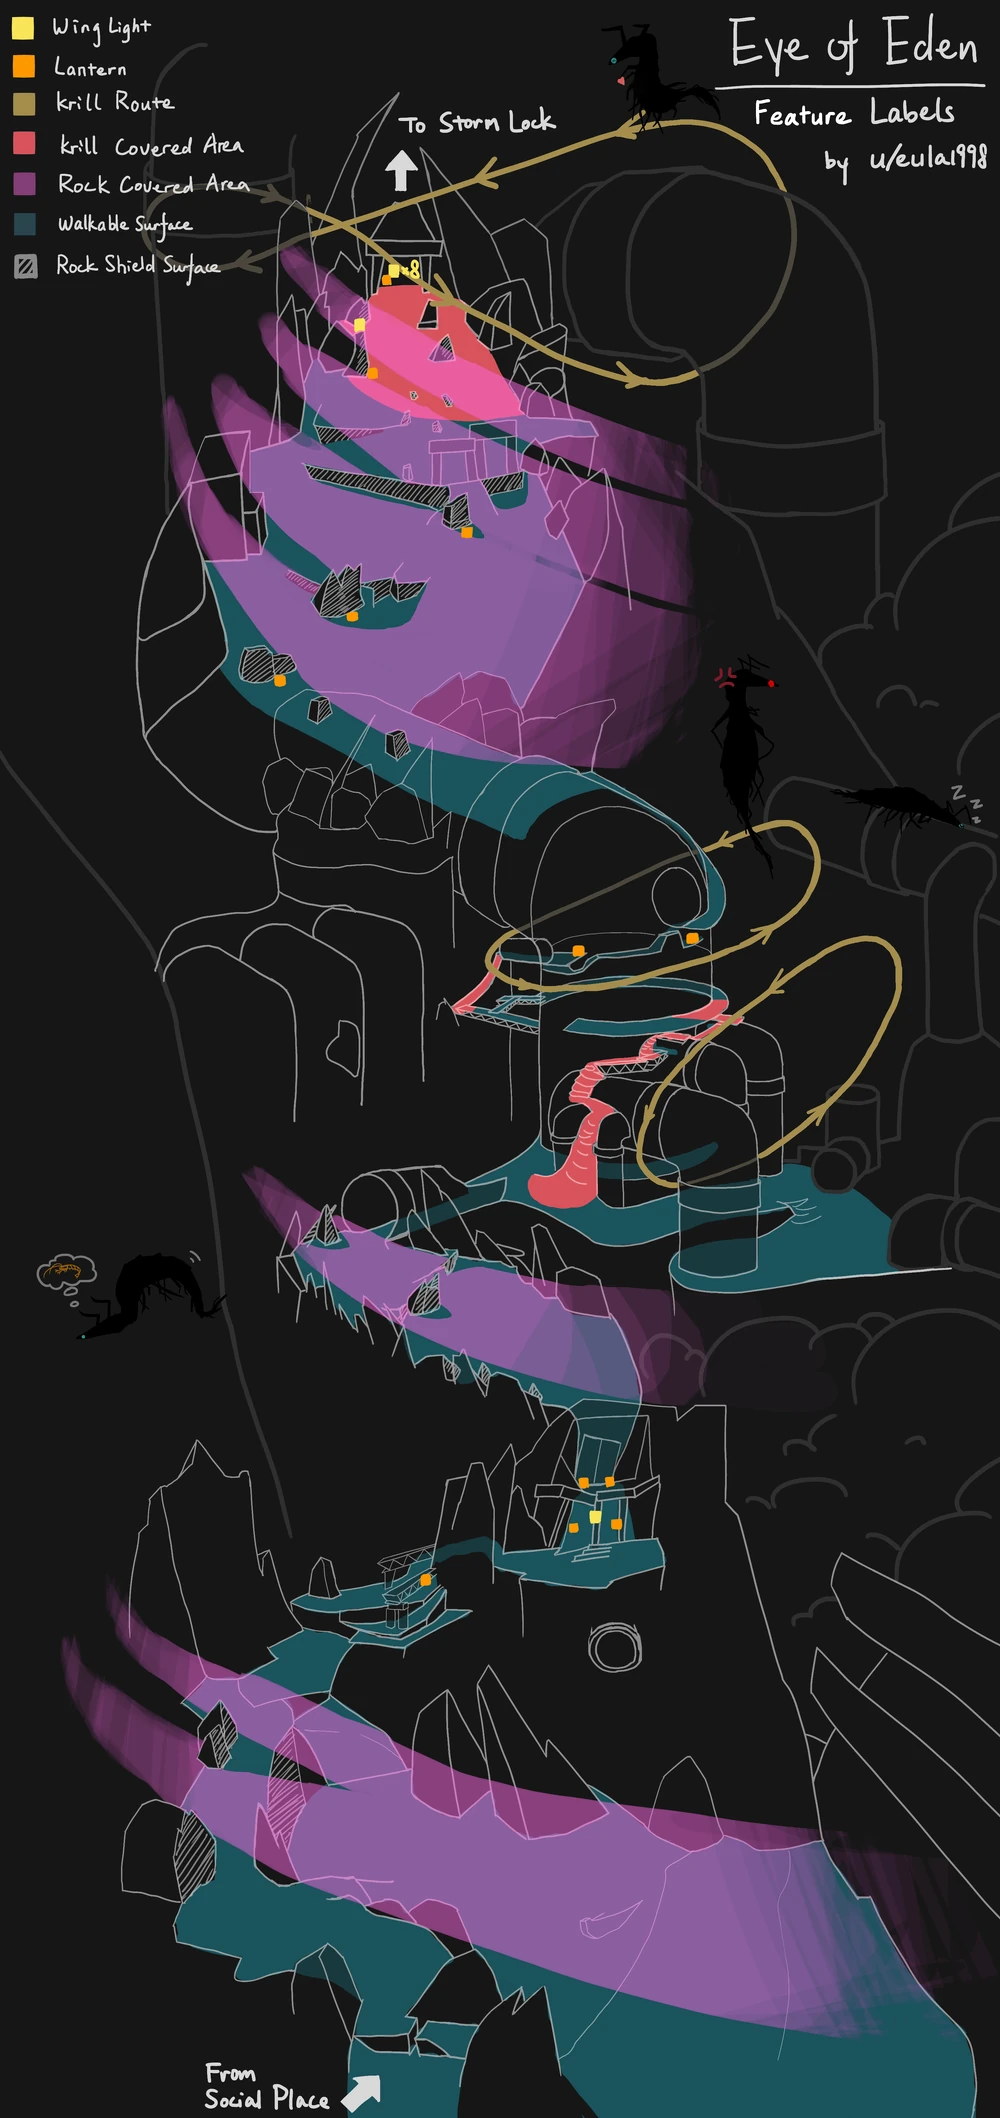 Wing Light
Lantern
krill Route
krill Covered Area
Rock Covered Area
Walkable Surface
Rock Shield Surface
Eye of Eden
Feature Labels
by u/eula1998
To Storm Lock
×8
z
z
z
From
Social Place